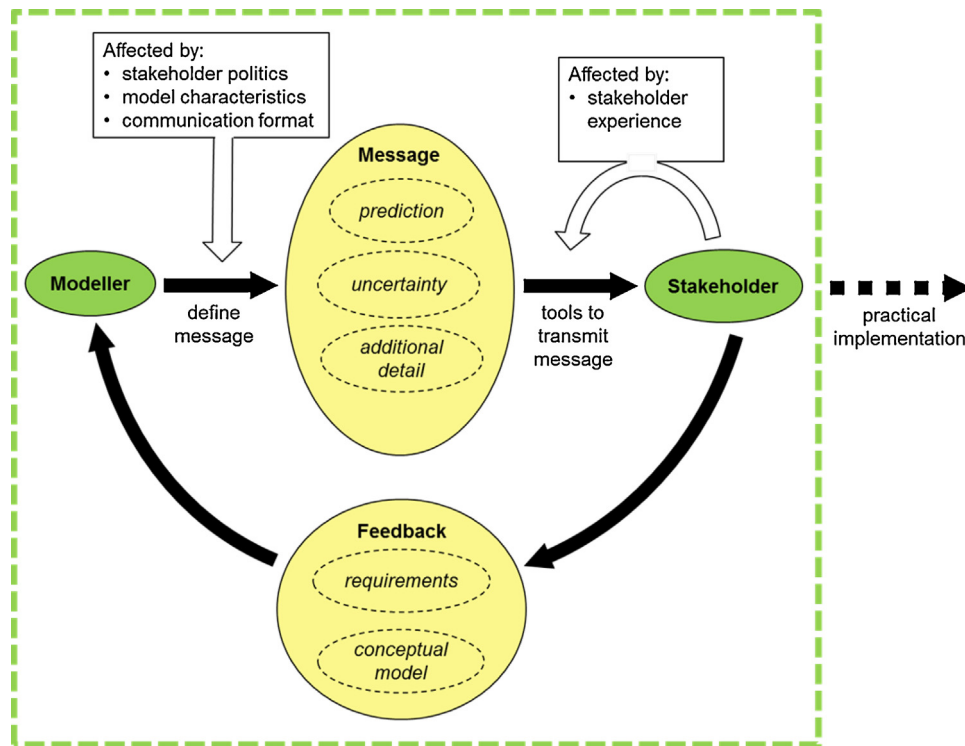 Affected by:
• stakeholder politics
• model characteristics
• communication format
Affected by:
• stakeholder
experience
Message
prediction
uncertainty
additional
detail
Modeller
define
message
tools to
transmit
message
Stakeholder
practical
implementation
Feedback
requirements
conceptual
model